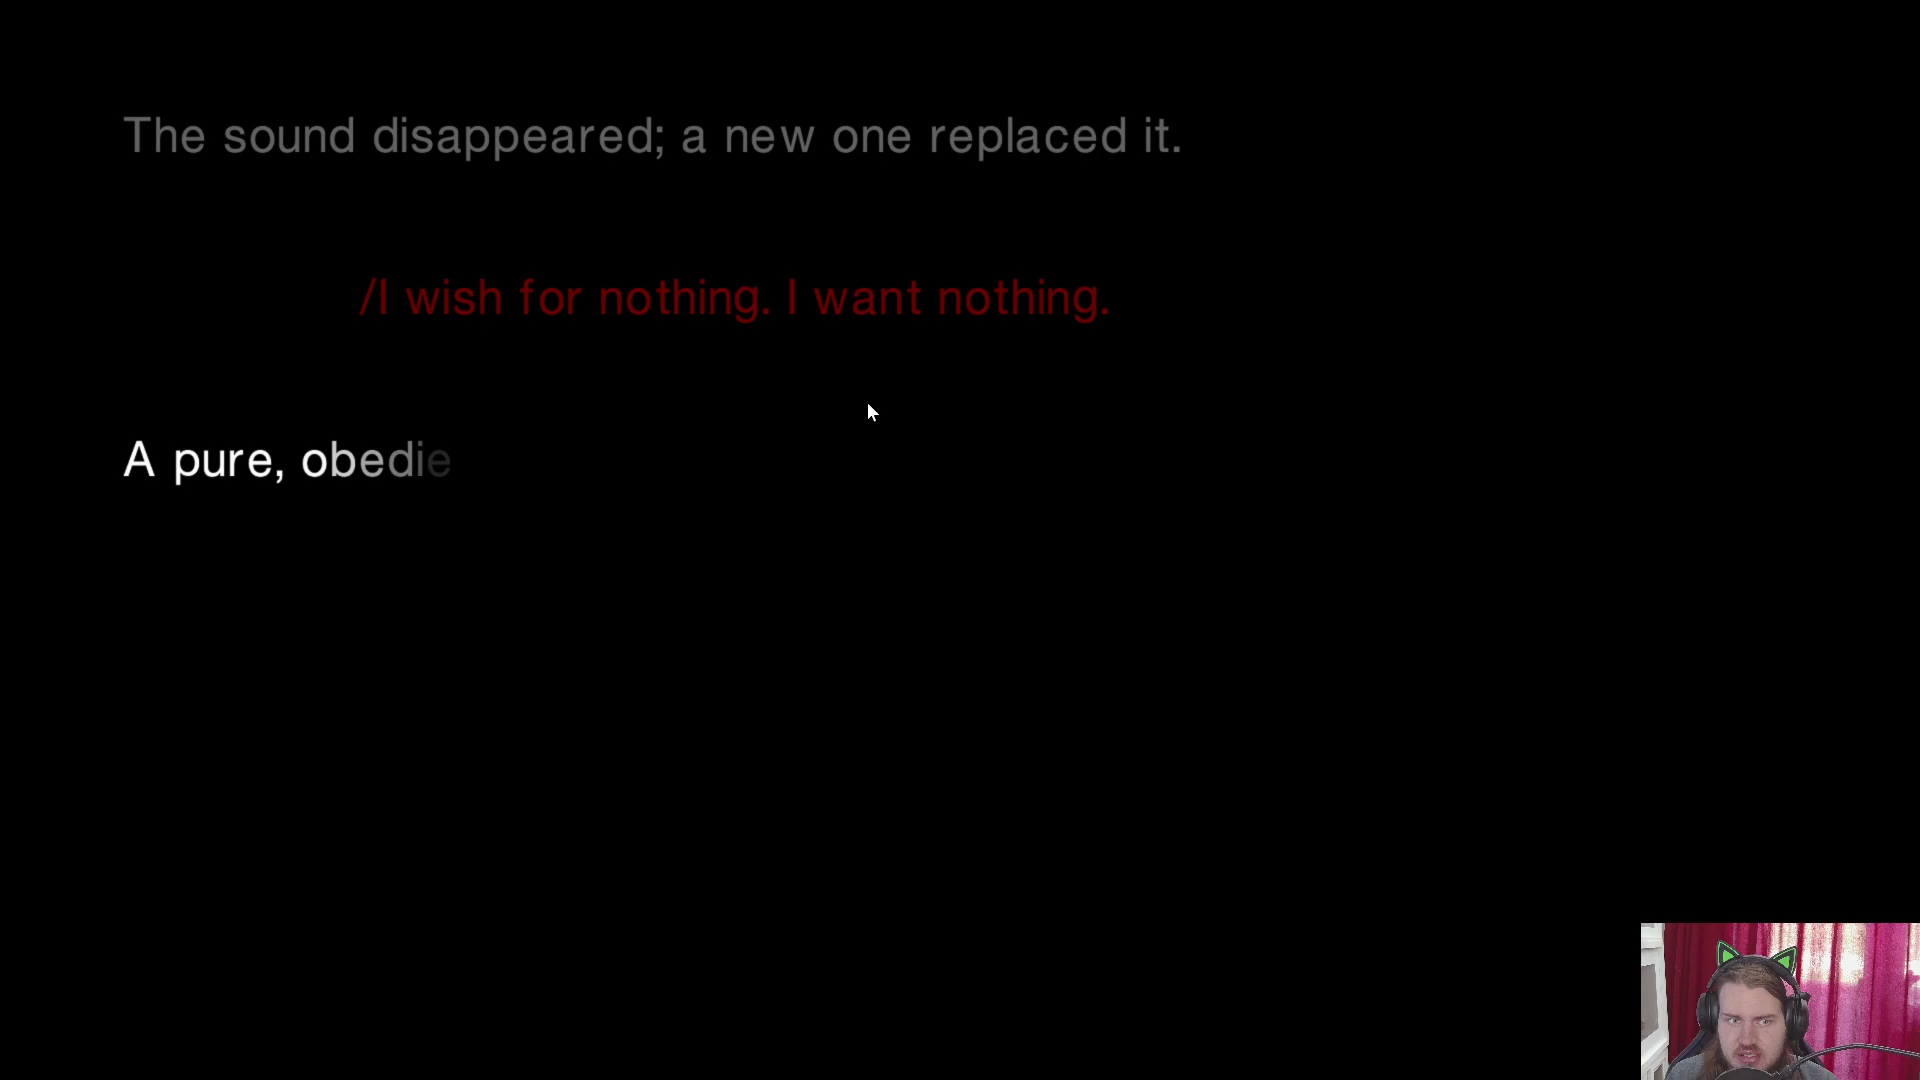 The sound disappeared; a new one replaced it.
/I wish for nothing. I want nothing.
A pure, obedie